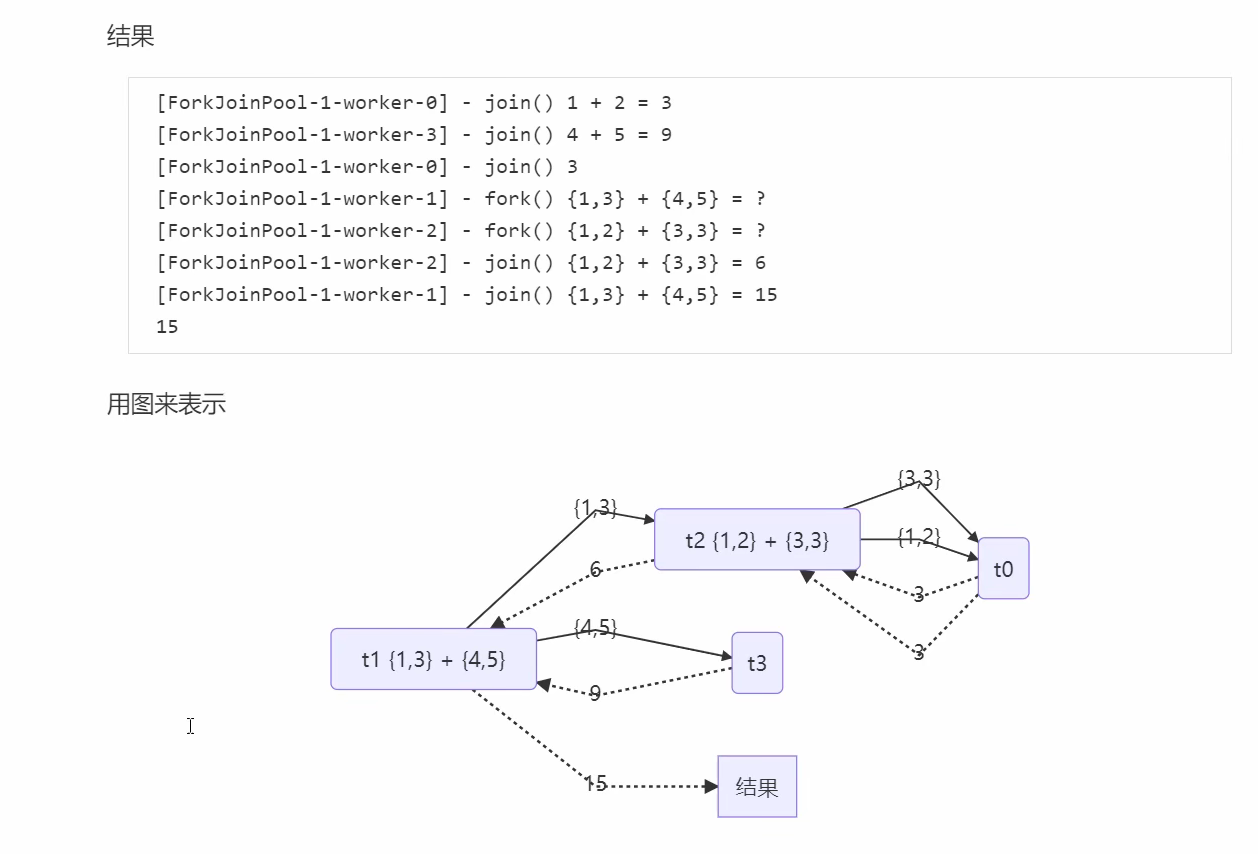 结果
[ForkJoinPool-1-worker-0] - join() 1 + 2 = 3
[ForkJoinPool-1-worker-3] - join() 4 + 5 = 9
[ForkJoinPool-1-worker-0] - join() 3
[ForkJoinPool-1-worker-1] - fork() {1,3} + {4,5} = ?
[ForkJoinPool-1-worker-2] - fork() {1,2} + {3,3} = ?
[ForkJoinPool-1-worker-2] - join() {1,2} + {3,3} = 6
[ForkJoinPool-1-worker-1] - join() {1,3} + {4,5} = 15
15
用图来表示
{3,3}
{1,3}
t2 {1,2} + {3,3}
{1,2}
t0
6
3
{4,5}
3
t1 {1,3} + {4,5}
t3
9
15
结果